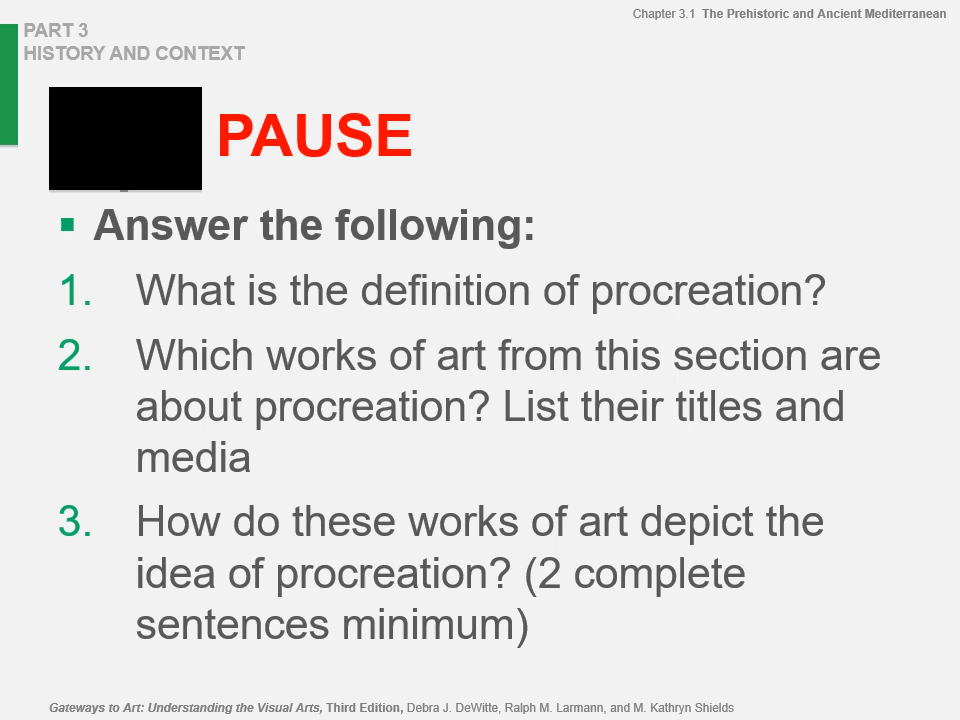 Chapter 3.1 The Prehistoric and Ancient Mediterranean
PART 3
HISTORY AND CONTEXT
PAUSE
▪ Answer the following:
1. What is the definition of procreation?
2. Which works of art from this section are
about procreation? List their titles and
media
3. How do these works of art depict the
idea of procreation? (2 complete
sentences minimum)
Gateways to Art: Understanding the Visual Arts, Third Edition, Debra J. DeWitte, Ralph M. Larmann, and M. Kathryn Shields